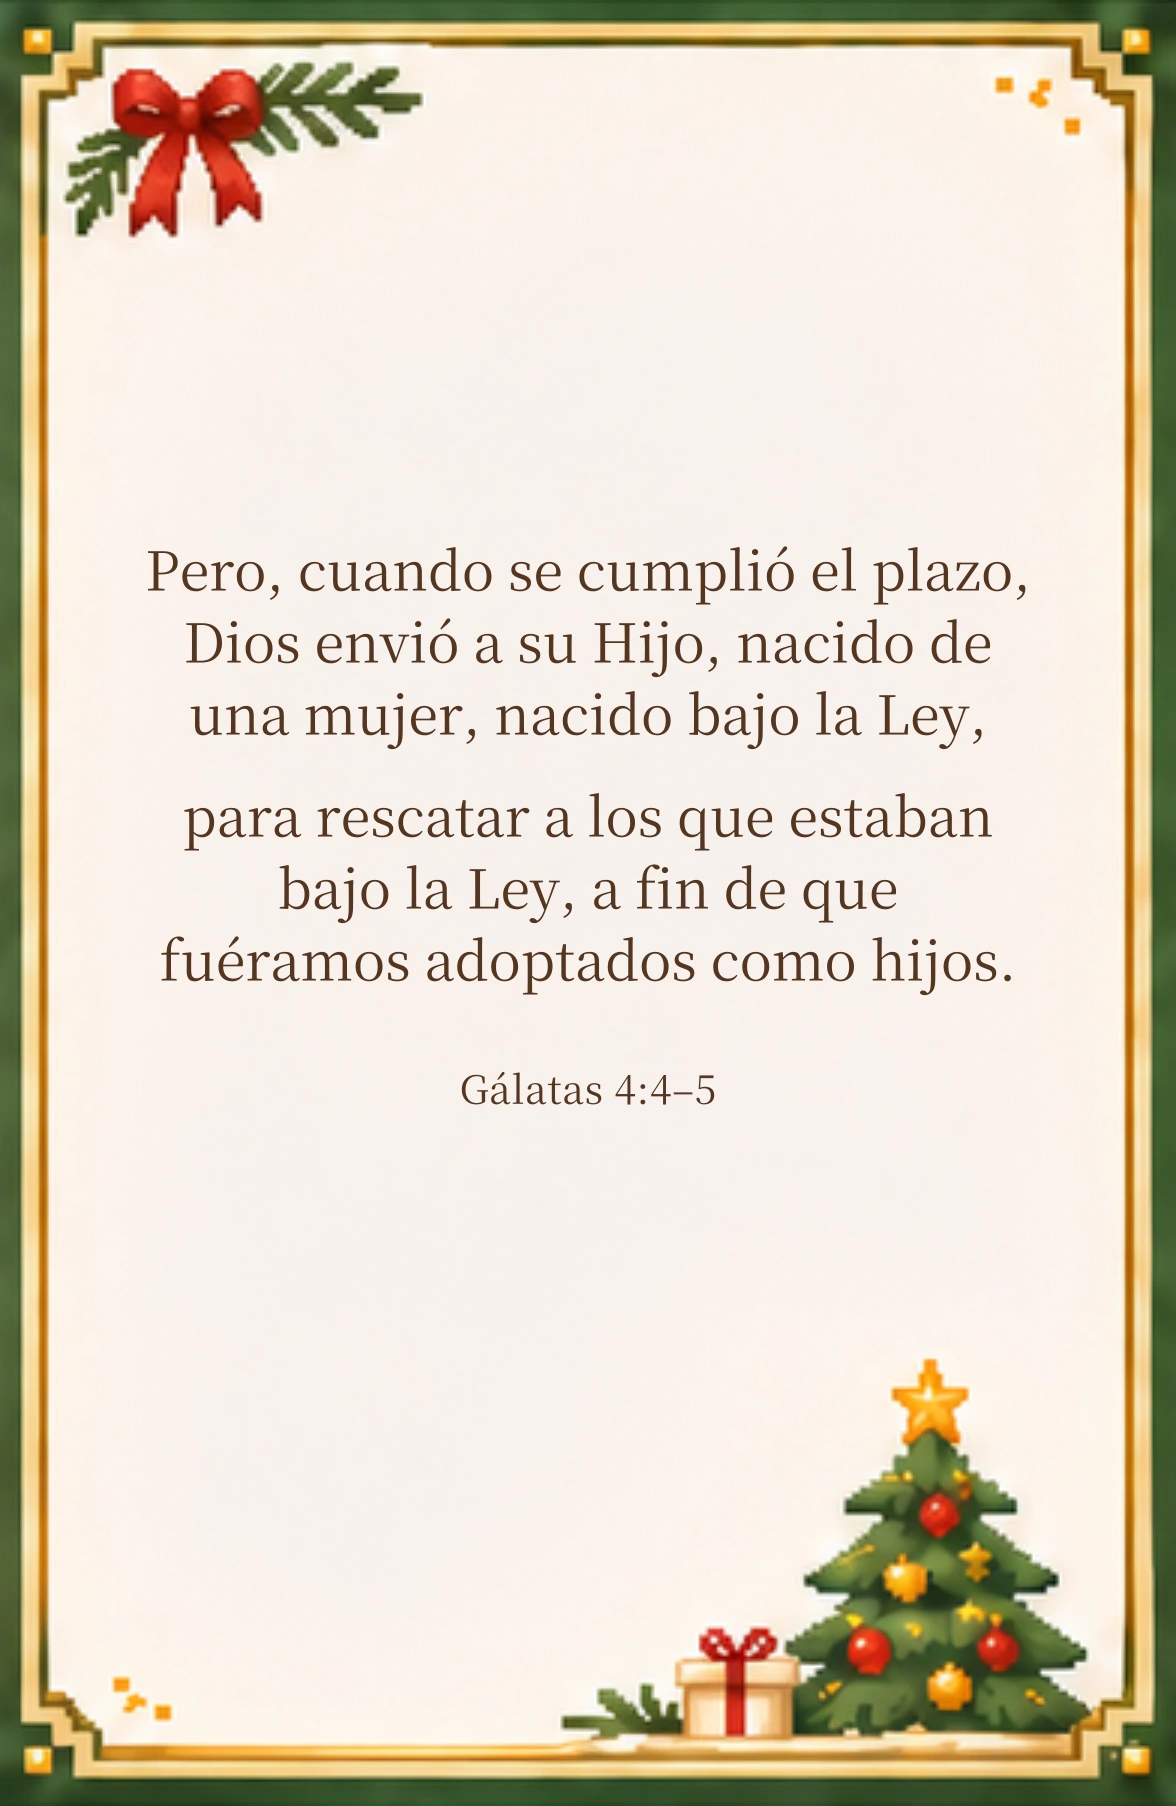 Pero, cuando se cumplió el plazo,
Dios envió a su Hijo, nacido de
una mujer, nacido bajo la Ley,
para rescatar a los que estaban
bajo la Ley, a fin de que
fuéramos adoptados como hijos.
Gálatas 4:4–5